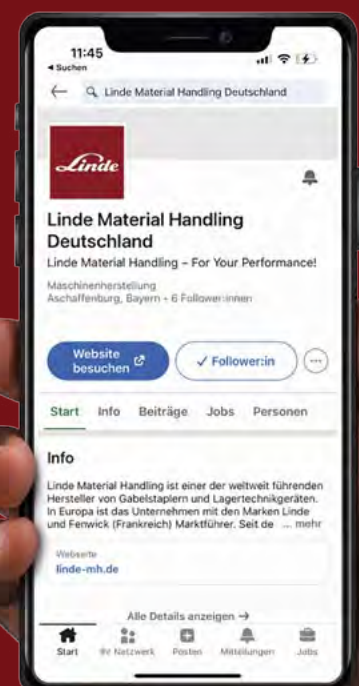 11:45
◂ Suchen
Linde Material Handling Deutschland
Linde
Linde Material Handling
Deutschland
Linde Material Handling – For Your Performance!
Maschinenherstellung
Aschaffenburg, Bayern • 6 Follower:innen
Website
besuchen
✓ Follower:in
Start Info Beiträge Jobs Personen
Info
Linde Material Handling ist einer der weltweit führenden
Hersteller von Gabelstaplern und Lagertechnikgeräten.
In Europa ist das Unternehmen mit den Marken Linde
und Fenwick (Frankreich) Marktführer. Seit de ... mehr
Webseite
linde-mh.de
Alle Details anzeigen →
Start Ihr Netzwerk Posten Mitteilungen Jobs